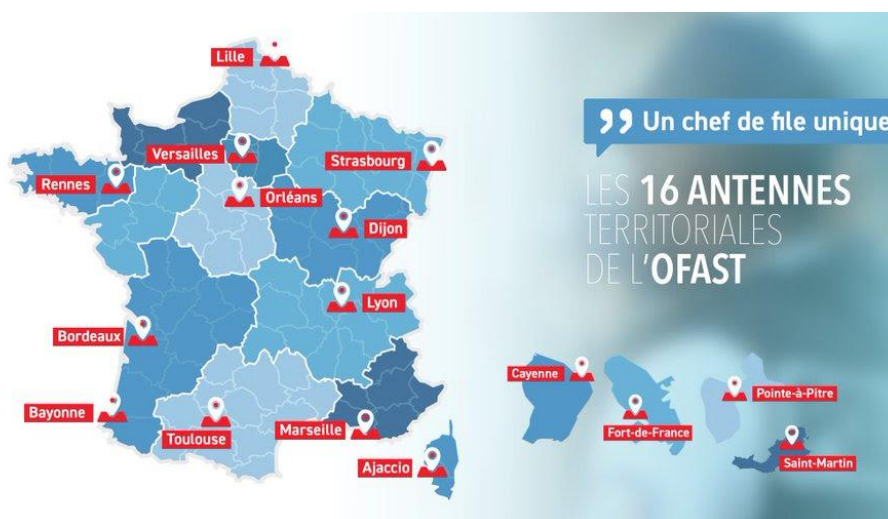 Lille
Versailles
Strasbourg
Rennes
Orléans
Dijon
Lyon
Bordeaux
Bayonne
Toulouse
Marseille
Ajaccio
❞ Un chef de file unique
LES 16 ANTENNES
TERRITORIALES
DE L'OFAST
Cayenne
Pointe-à-Pitre
Fort-de-France
Saint-Martin